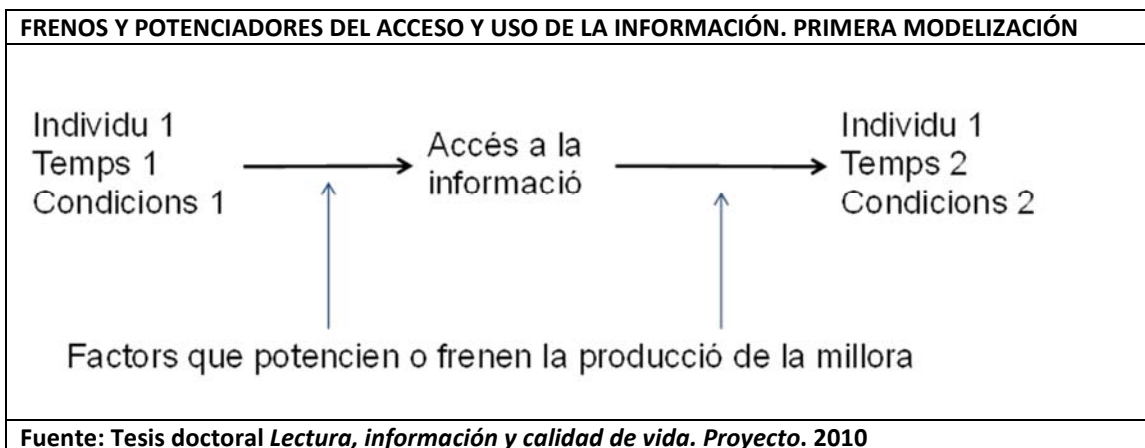 FRENOS Y POTENCIADORES DEL ACCESO Y USO DE LA INFORMACIÓN. PRIMERA MODELIZACIÓN
Individu 1
Temps 1
Condicions 1
Accés a la
informació
Individu 1
Temps 2
Condicions 2
Factors que potencien o frenen la producció de la millora
Fuente: Tesis doctoral Lectura, información y calidad de vida. Proyecto. 2010